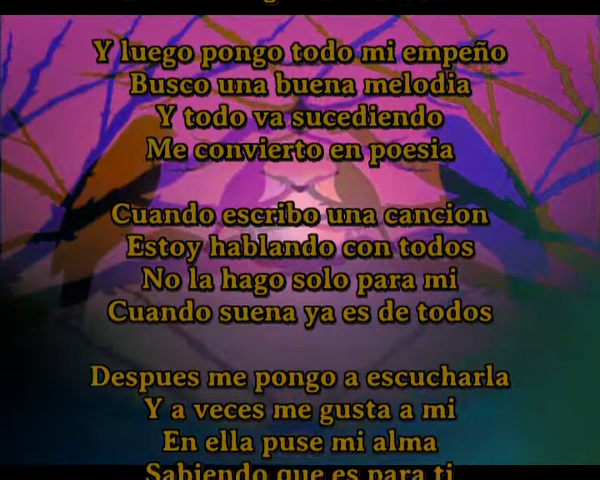 Y luego pongo todo mi empeño
Busco una buena melodia
Y todo va sucediendo
Me convierto en poesia
Cuando escribo una cancion
Estoy hablando con todos
No la hago solo para mi
Cuando suena ya es de todos
Despues me pongo a escucharla
Y a veces me gusta a mi
En ella puse mi alma
Sabiendo que es para ti